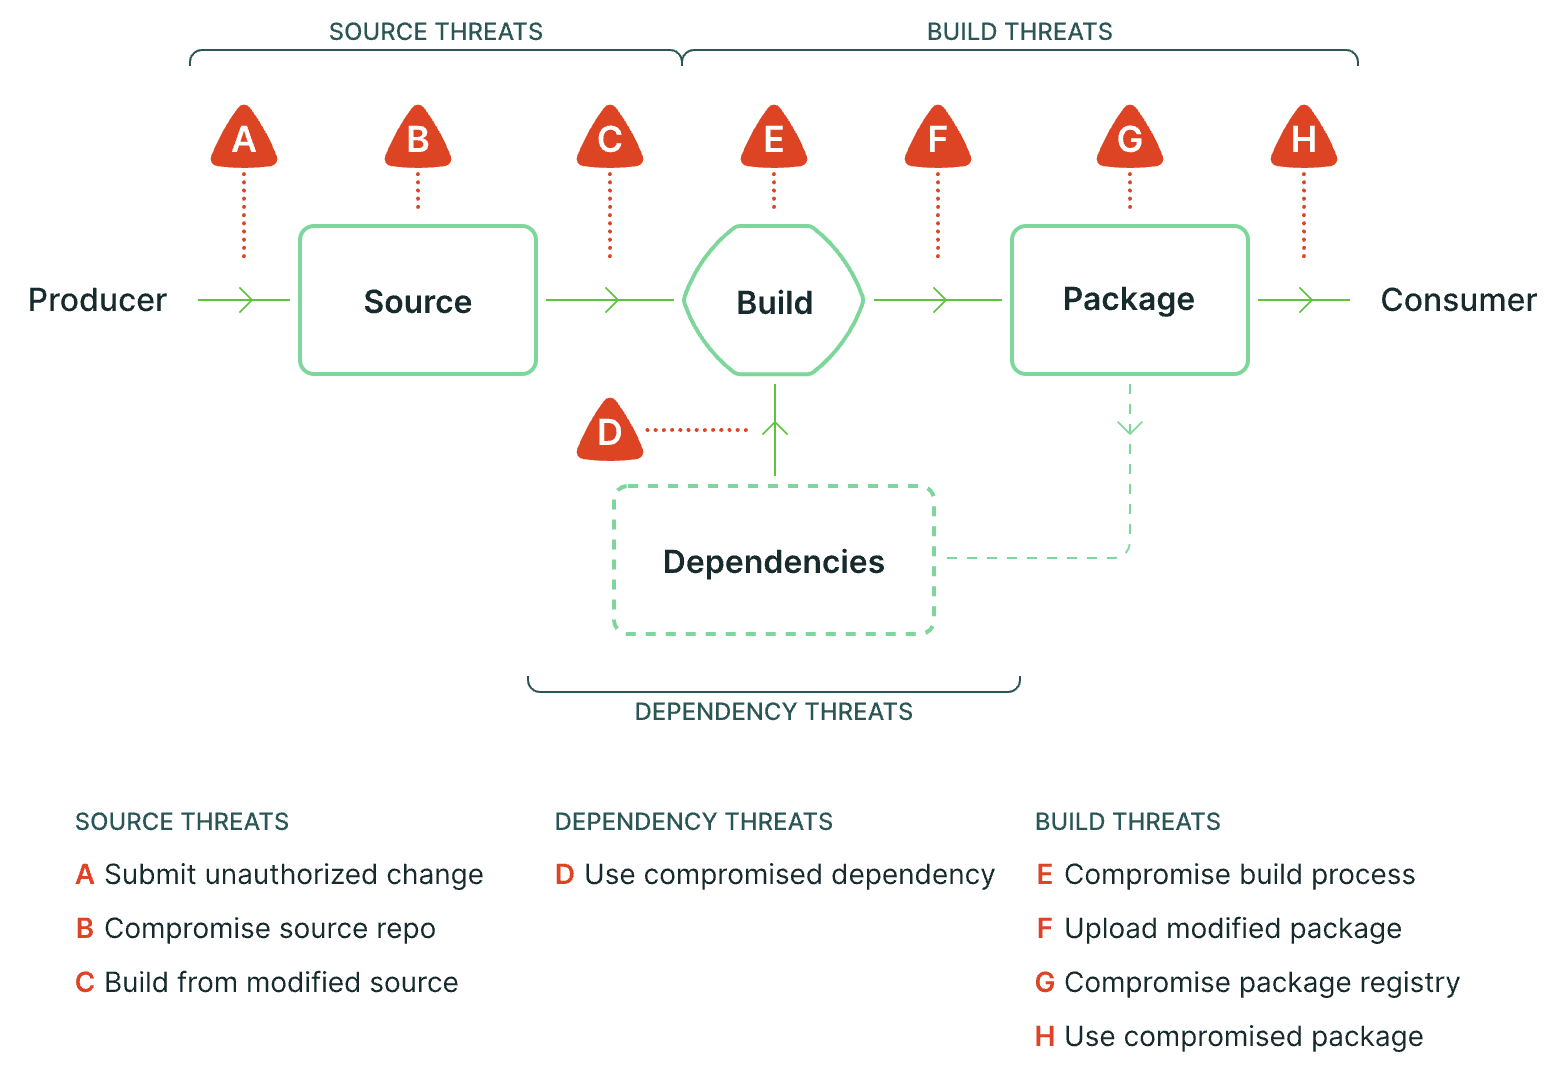 SOURCE THREATS
BUILD THREATS
A
B
C
E
F
G
H
Producer
Source
Build
Package
Consumer
D
Dependencies
DEPENDENCY THREATS
SOURCE THREATS
A Submit unauthorized change
B Compromise source repo
C Build from modified source
DEPENDENCY THREATS
D Use compromised dependency
BUILD THREATS
E Compromise build process
F Upload modified package
G Compromise package registry
H Use compromised package